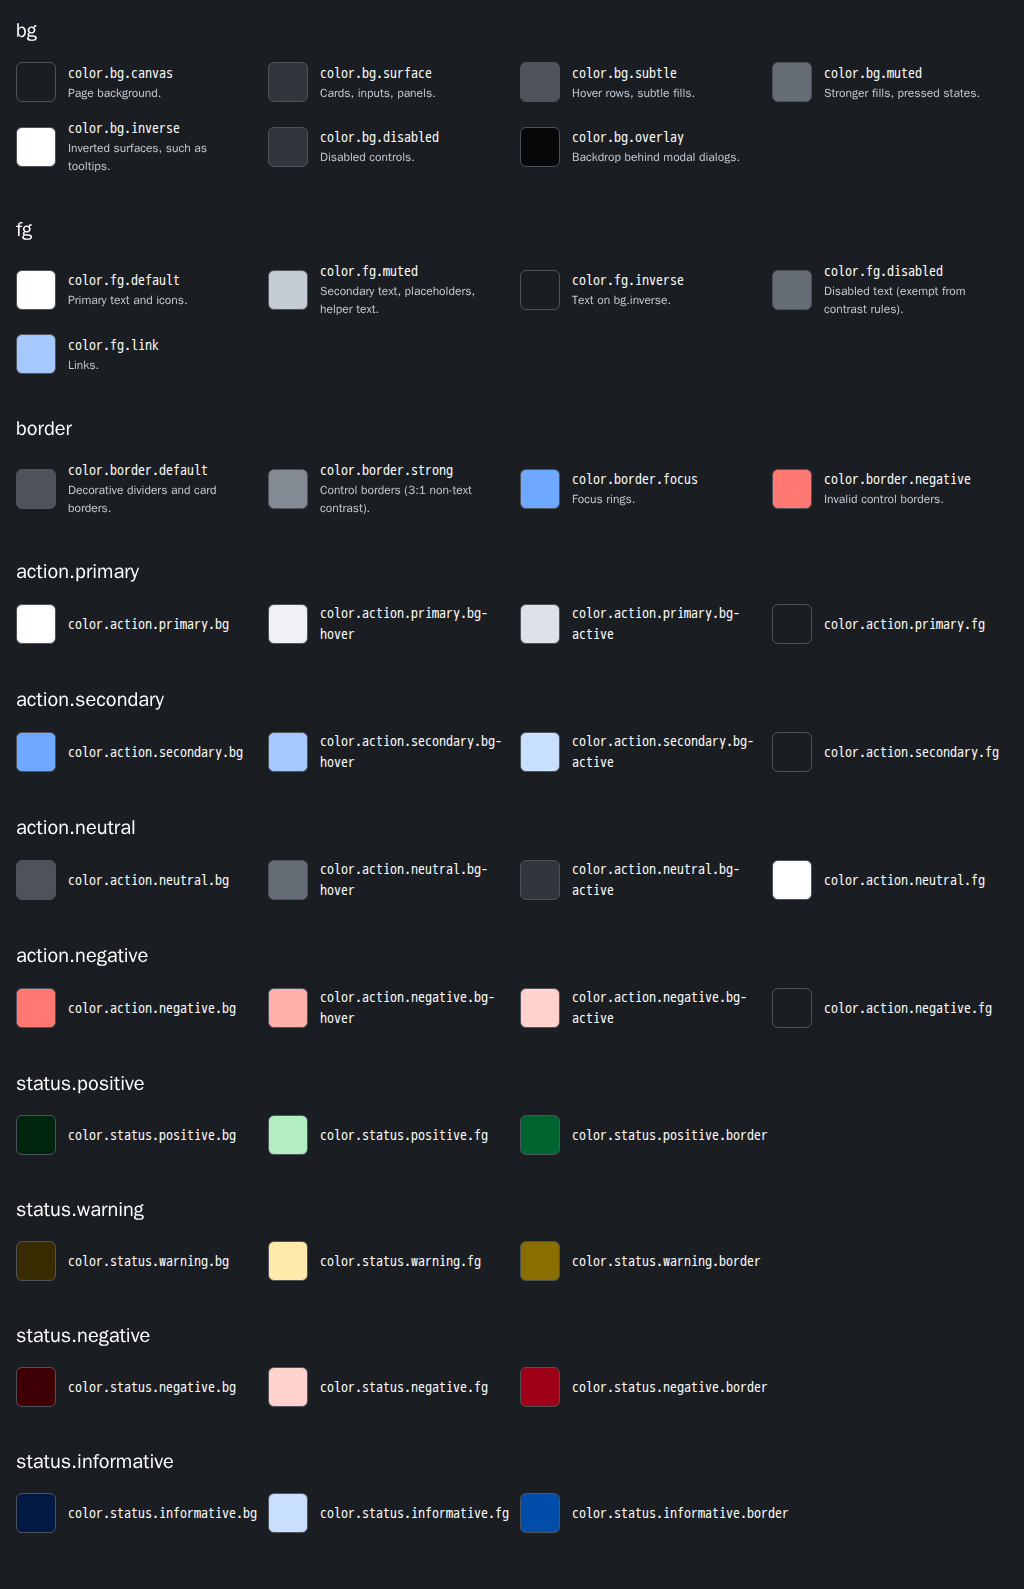 bg
color.bg.canvas
Page background.
color.bg.surface
Cards, inputs, panels.
color.bg.subtle
Hover rows, subtle fills.
color.bg.muted
Stronger fills, pressed states.
color.bg.inverse
Inverted surfaces, such as
tooltips.
color.bg.disabled
Disabled controls.
color.bg.overlay
Backdrop behind modal dialogs.
fg
color.fg.default
Primary text and icons.
color.fg.muted
Secondary text, placeholders,
helper text.
color.fg.inverse
Text on bg.inverse.
color.fg.disabled
Disabled text (exempt from
contrast rules).
color.fg.link
Links.
border
color.border.default
Decorative dividers and card
borders.
color.border.strong
Control borders (3:1 non-text
contrast).
color.border.focus
Focus rings.
color.border.negative
Invalid control borders.
action.primary
color.action.primary.bg
color.action.primary.bg-
hover
color.action.primary.bg-
active
color.action.primary.fg
action.secondary
color.action.secondary.bg
color.action.secondary.bg-
hover
color.action.secondary.bg-
active
color.action.secondary.fg
action.neutral
color.action.neutral.bg
color.action.neutral.bg-
hover
color.action.neutral.bg-
active
color.action.neutral.fg
action.negative
color.action.negative.bg
color.action.negative.bg-
hover
color.action.negative.bg-
active
color.action.negative.fg
status.positive
color.status.positive.bg
color.status.positive.fg
color.status.positive.border
status.warning
color.status.warning.bg
color.status.warning.fg
color.status.warning.border
status.negative
color.status.negative.bg
color.status.negative.fg
color.status.negative.border
status.informative
color.status.informative.bg
color.status.informative.fg
color.status.informative.border